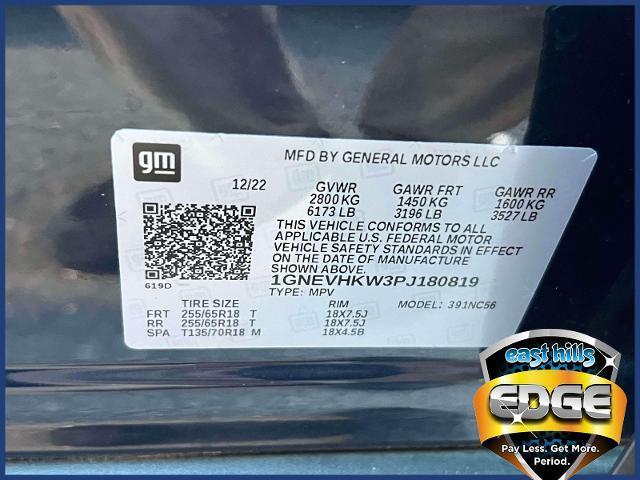 gm
MFD BY GENERAL MOTORS LLC
12/22 GVWR GAWR FRT GAWR RR
2800 KG 1450 KG 1600 KG
6173 LB 3196 LB 3527 LB
THIS VEHICLE CONFORMS TO ALL
APPLICABLE U.S. FEDERAL MOTOR
VEHICLE SAFETY STANDARDS IN EFFECT
ON THE DATE OF MANUFACTURE
SHOWN ABOVE.
619D 1GNEVHKW3PJ180819
TYPE: MPV MODEL: 391NC56
TIRE SIZE RIM
FRT 255/65R18 T 18X7.5J
RR 255/65R18 T 18X7.5J
SPA T135/70R18 M 18X4.5B
east hills
EDGE
Pay Less. Get More.
Period.